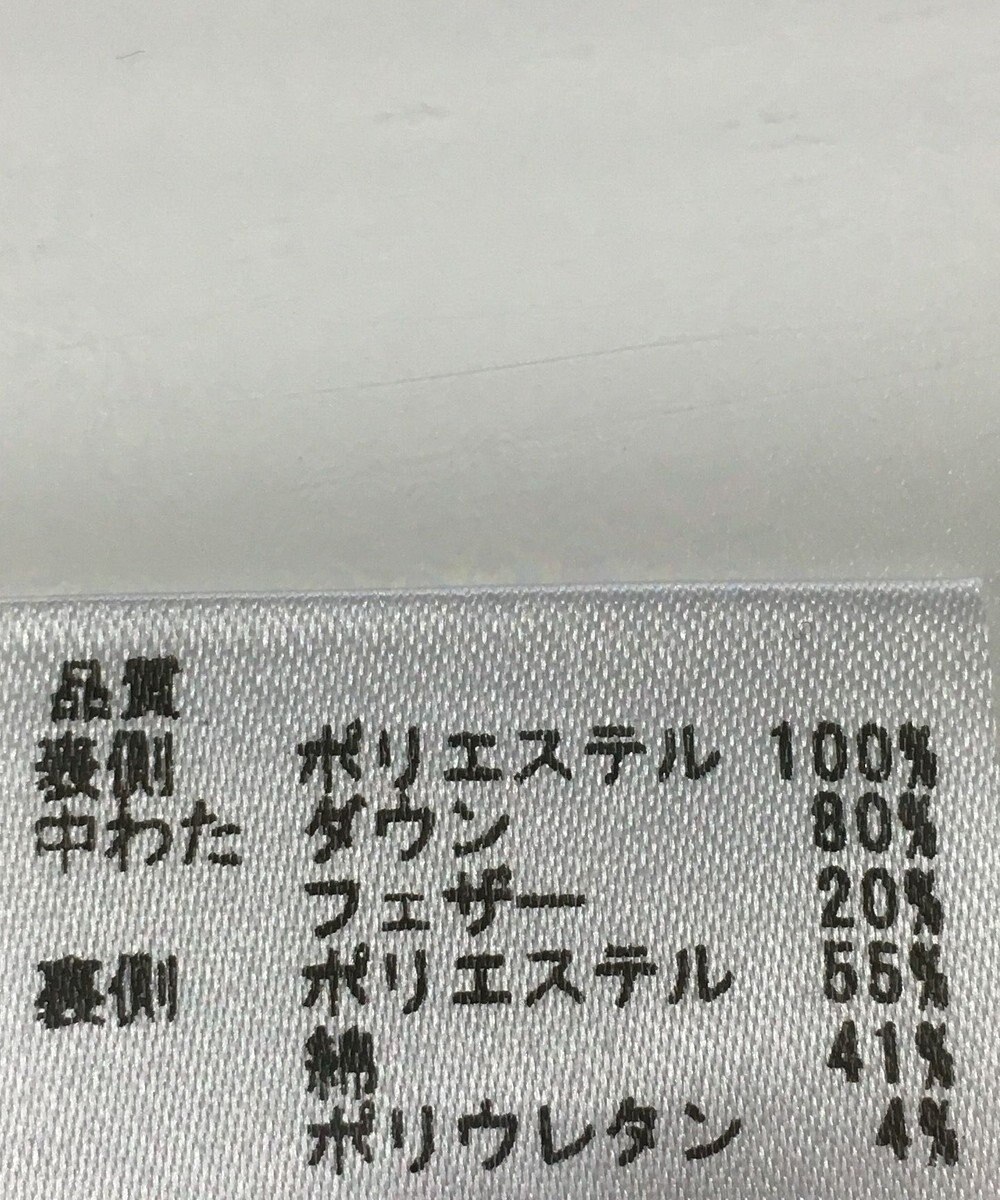 品質
表側 ポリエステル 100%
中わた ダウン 80%
フェザー 20%
裏側 ポリエステル 55%
綿 41%
ポリウレタン 4%